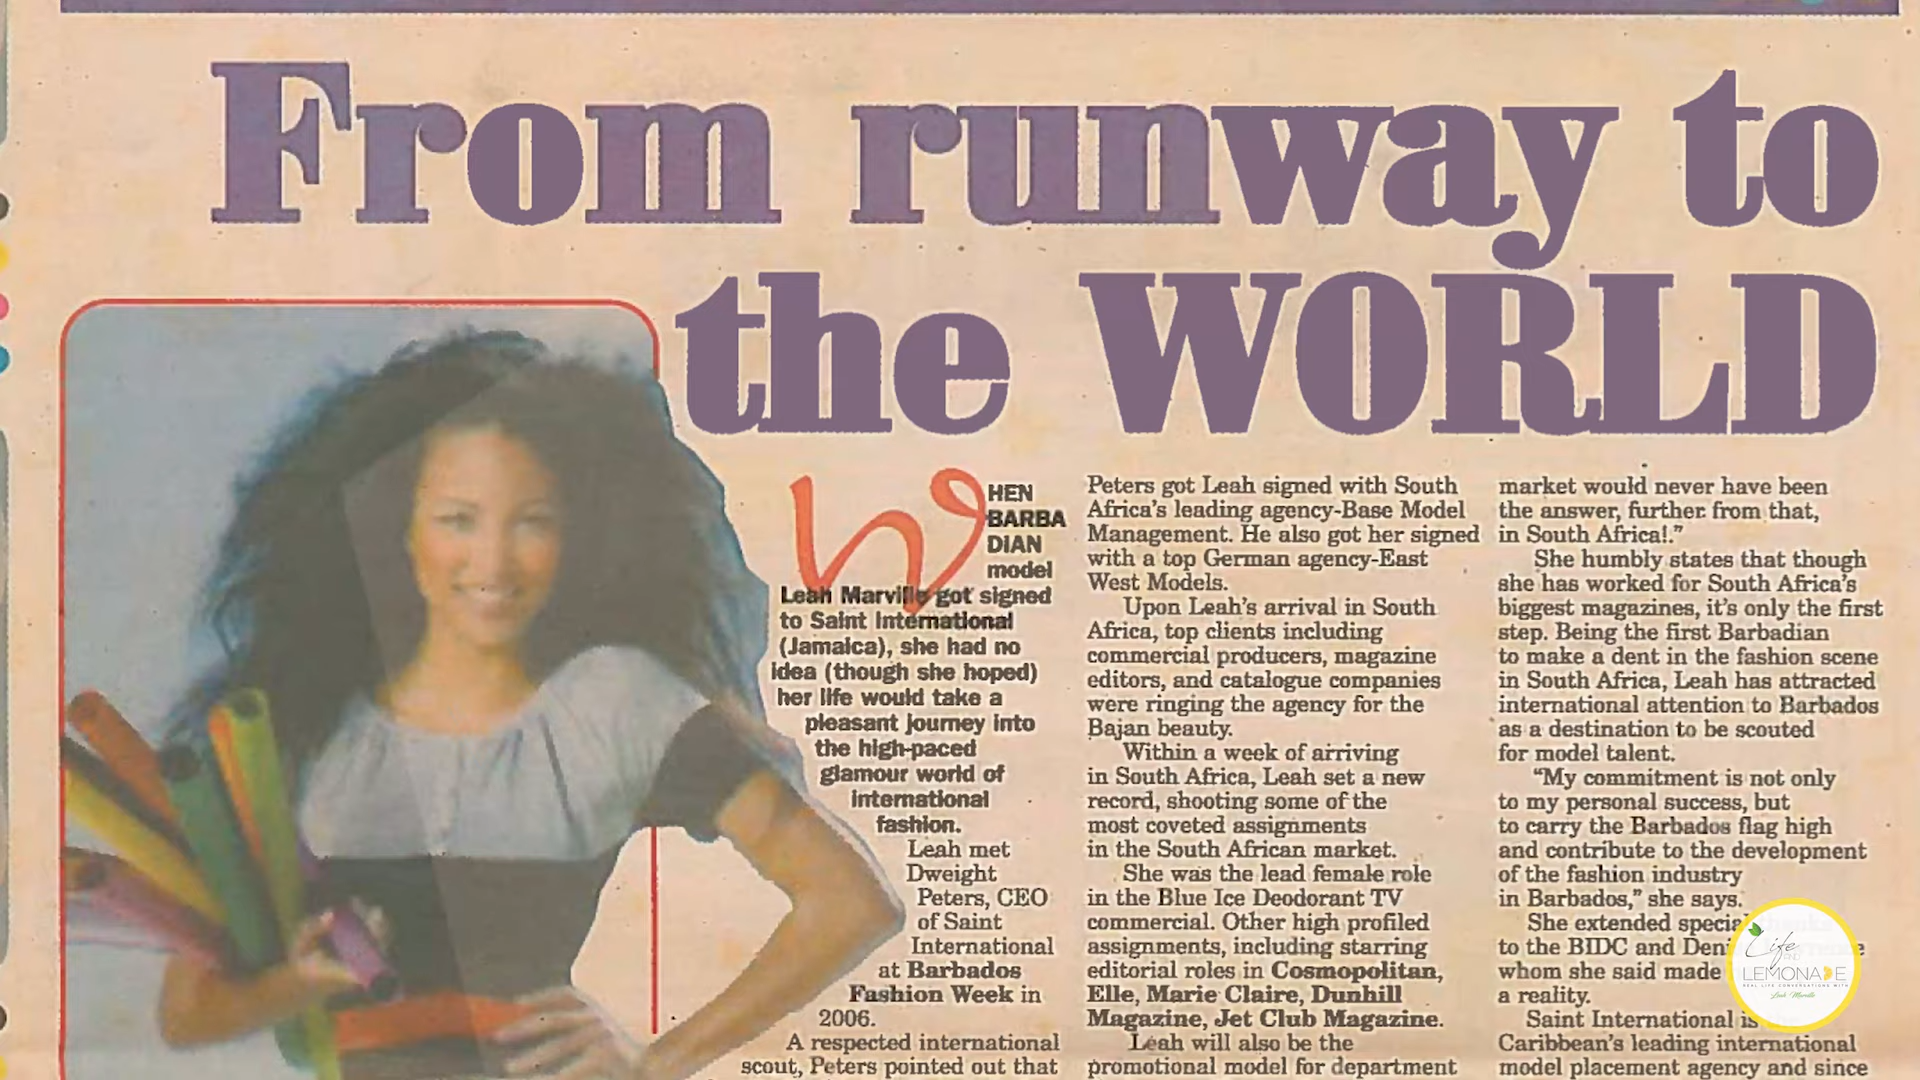 From runway to
the WORLD
WHEN
BARBA
DIAN
model
Leah Marville got signed
to Saint International
(Jamaica), she had no
idea (though she hoped)
her life would take a
pleasant journey into
the high-paced
glamour world of
international
fashion.
Leah met
Dweight
Peters, CEO
of Saint
International
at Barbados
Fashion Week in
2006.
A respected international
scout, Peters pointed out that
Peters got Leah signed with South
Africa's leading agency-Base Model
Management. He also got her signed
with a top German agency-East
West Models.
Upon Leah's arrival in South
Africa, top clients including
commercial producers, magazine
editors, and catalogue companies
were ringing the agency for the
Bajan beauty.
Within a week of arriving
in South Africa, Leah set a new
record, shooting some of the
most coveted assignments
in the South African market.
She was the lead female role
in the Blue Ice Deodorant TV
commercial. Other high profiled
assignments, including starring
editorial roles in Cosmopolitan,
Elle, Marie Claire, Dunhill
Magazine, Jet Club Magazine.
Leah will also be the
promotional model for department
market would never have been
the answer, further from that,
in South Africa!."
She humbly states that though
she has worked for South Africa's
biggest magazines, it's only the first
step. Being the first Barbadian
to make a dent in the fashion scene
in South Africa, Leah has attracted
international attention to Barbados
as a destination to be scouted
for model talent.
"My commitment is not only
to my personal success, but
to carry the Barbados flag high
and contribute to the development
of the fashion industry
in Barbados," she says.
She extended special
to the BIDC and
whom she said made
a reality.
Saint International is
Caribbean's leading international
model placement agency and since
Life
AND
LEMONADE
REAL LIFE CONVERSATIONS WITH
Leah Marville